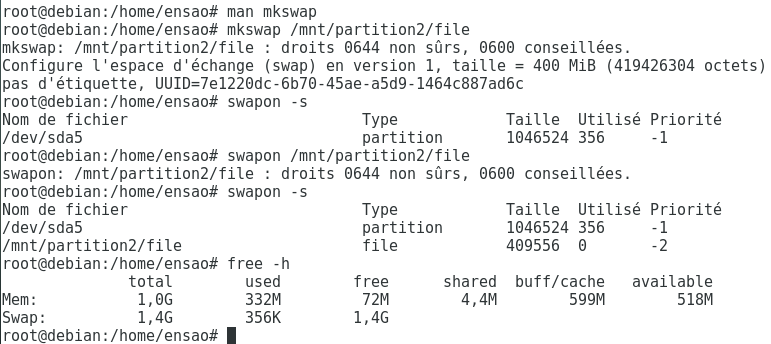 root@debian:/home/ensao# man mkswap
root@debian:/home/ensao# mkswap /mnt/partition2/file
mkswap: /mnt/partition2/file : droits 0644 non sûrs, 0600 conseillées.
Configure l'espace d'échange (swap) en version 1, taille = 400 MiB (419426304 octets)
pas d'étiquette, UUID=7e1220dc-6b70-45ae-a5d9-1464c887ad6c
root@debian:/home/ensao# swapon -s
Nom de fichier Type Taille Utilisé Priorité
/dev/sda5 partition 1046524 356 -1
root@debian:/home/ensao# swapon /mnt/partition2/file
swapon: /mnt/partition2/file : droits 0644 non sûrs, 0600 conseillées.
root@debian:/home/ensao# swapon -s
Nom de fichier Type Taille Utilisé Priorité
/dev/sda5 partition 1046524 356 -1
/mnt/partition2/file file 409556 0 -2
root@debian:/home/ensao# free -h
total used free shared buff/cache available
Mem: 1,0G 332M 72M 4,4M 599M 518M
Swap: 1,4G 356K 1,4G
root@debian:/home/ensao#